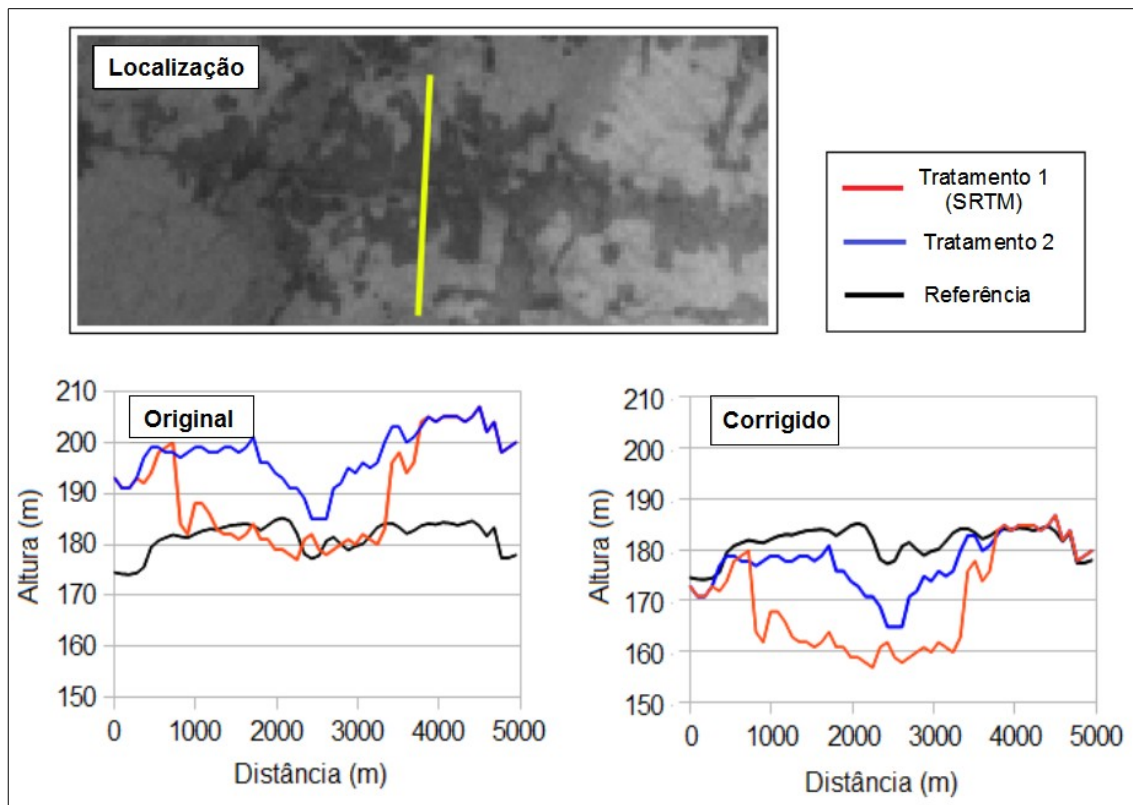 Localização
Tratamento 1
(SRTM)
Tratamento 2
Referência
Original
210
200
190
180
170
160
150
Altura (m)
0 1000 2000 3000 4000 5000
Distância (m)
Corrigido
210
200
190
180
170
160
150
Altura (m)
0 1000 2000 3000 4000 5000
Distância (m)